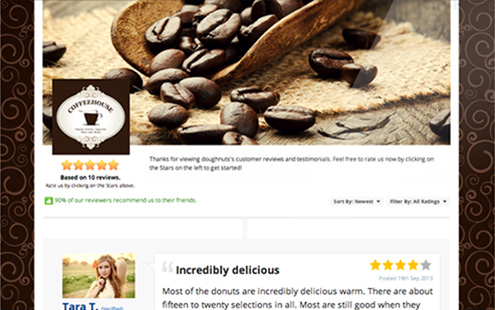 COFFEEHOUSE
Thanks for viewing doughnuts's customer reviews and testimonials. Feel free to rate us now by clicking on
the Stars on the left to get started!
Based on 10 reviews.
Rate us by clicking on the Stars above.
90% of our reviewers recommend us to their friends.
Sort By: Newest
Filter By: All Ratings
Incredibly delicious
Posted 19th Sep 2013
Most of the donuts are incredibly delicious warm. There are about
fifteen to twenty selections in all. Most are still good when they
Tara T. (Verified)